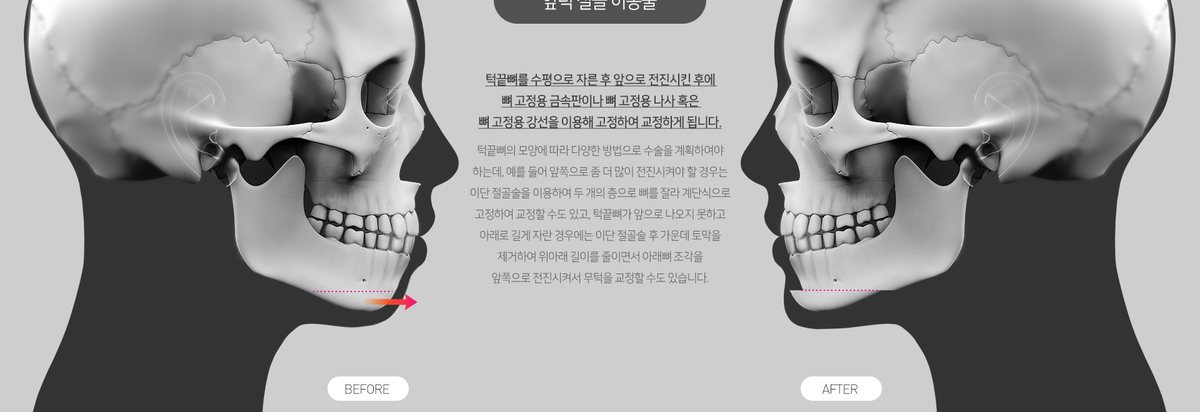 앞턱 절골 이동술
턱끝뼈를 수평으로 자른 후 앞으로 전진시킨 후에
뼈 고정용 금속판이나 뼈 고정용 나사 혹은
뼈 고정용 강선을 이용해 고정하여 교정하게 됩니다.
턱끝뼈의 모양에 따라 다양한 방법으로 수술을 계획하여야
하는데, 예를 들어 앞쪽으로 좀 더 많이 전진시켜야 할 경우는
이단 절골술을 이용하여 두 개의 층으로 뼈를 잘라 계단식으로
고정하여 교정할 수도 있고, 턱끝뼈가 앞으로 나오지 못하고
아래로 길게 자란 경우에는 이단 절골술 후 가운데 토막을
제거하여 위아래 길이를 줄이면서 아래뼈 조각을
앞쪽으로 전진시켜서 무턱을 교정할 수도 있습니다.
BEFORE
AFTER